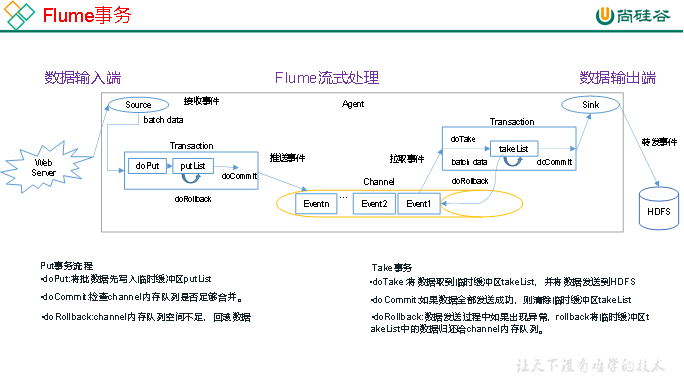 Flume事务
尚硅谷
数据输入端
Flume流式处理
数据输出端
Source
接收事件
Agent
Sink
batch data
Transaction
Transaction
doTake
takeList
转发事件
Web
Server
doPut
putList
doCommit
推送事件
拉取事件
batch data
doCommit
doRollback
Channel
doRollback
Eventn
...
Event2
Event1
HDFS
Put事务流程
•doPut:将批数据先写入临时缓冲区putList
•doCommit:检查channel内存队列是否足够合并。
•doRollback:channel内存队列空间不足，回滚数据
Take事务
•doTake:将数据取到临时缓冲区takeList，并将数据发送到HDFS
•doCommit:如果数据全部发送成功，则清除临时缓冲区takeList
•doRollback:数据发送过程中如果出现异常，rollback将临时缓冲区t
akeList中的数据归还给channel内存队列。
让天下没有难学的技术